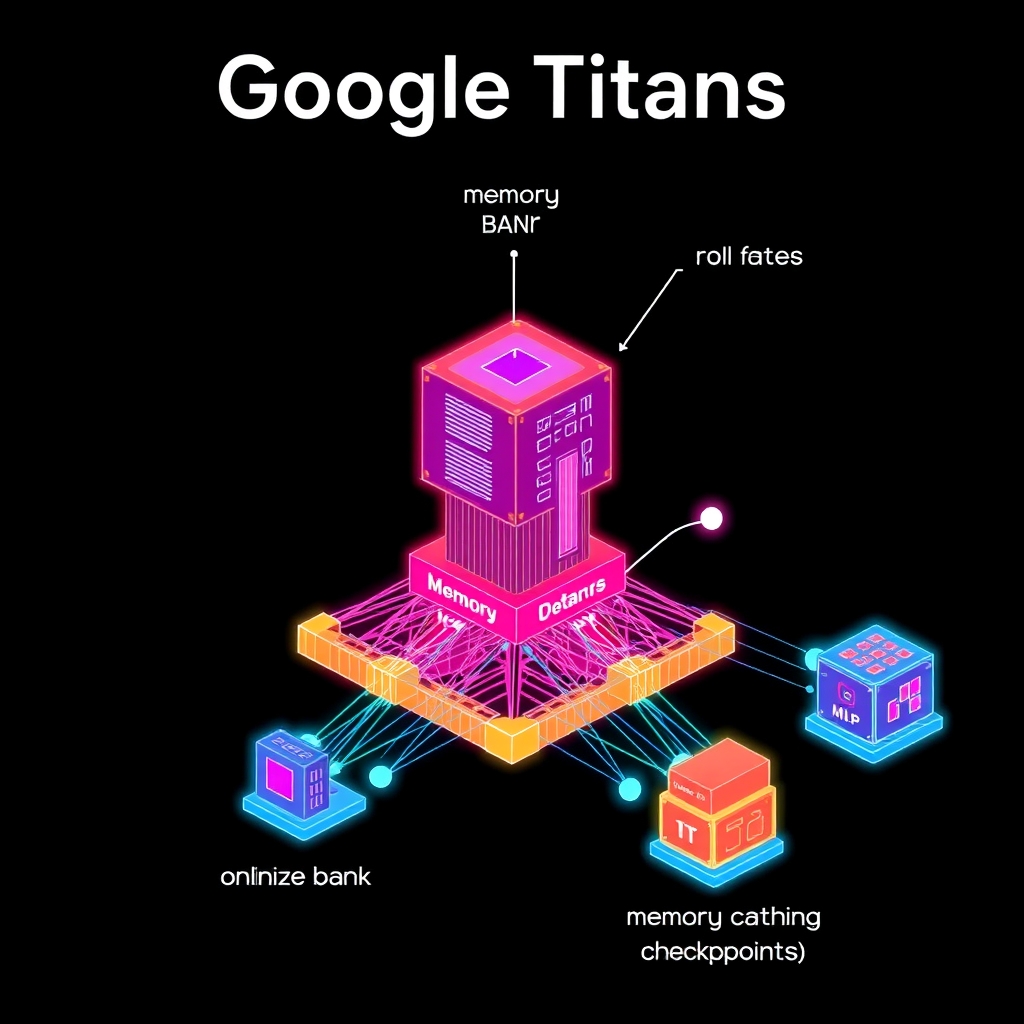 Google Titans
memory
BANr
roll fates
Memory Detanrs
MLP
TT
onlinize bank
memory cathing
checkppoints)